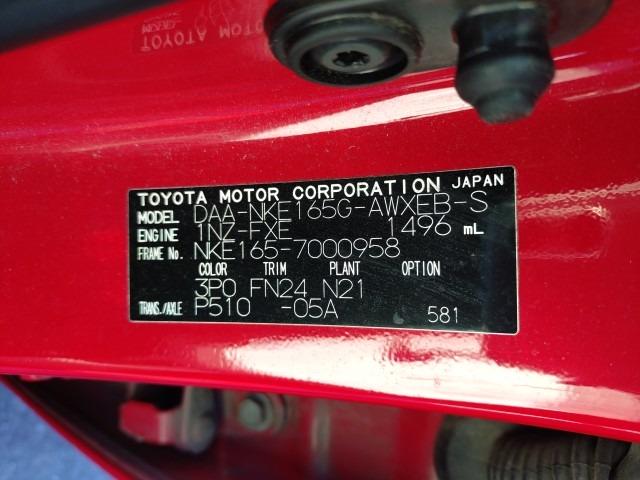 TOYOTA MOTOR CORPORATION JAPAN
MODEL DAA-NKE165G-AWXEB-S
ENGINE 1NZ-FXE 1496 mL
FRAME No. NKE165-7000958
COLOR TRIM PLANT OPTION
3P0 FN24 N21
TRANS./AXLE P510 -05A 581